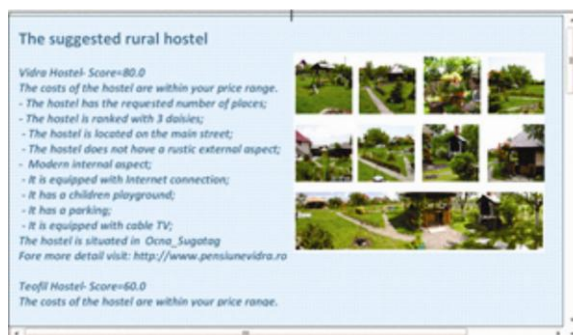 The suggested rural hostel
Vidra Hostel- Score=80.0
The costs of the hostel are within your price range.
- The hostel has the requested number of places;
- The hostel is ranked with 3 daisies;
- The hostel is located on the main street;
- The hostel does not have a rustic external aspect;
- Modern internal aspect;
- It is equipped with Internet connection;
- It has a children playground;
- It has a parking;
- It is equipped with cable TV;
The hostel is situated in Ocna_Sugatag
Fore more detail visit: http://www.pensiunevidra.ro
Teofil Hostel- Score=60.0
The costs of the hostel are within your price range.